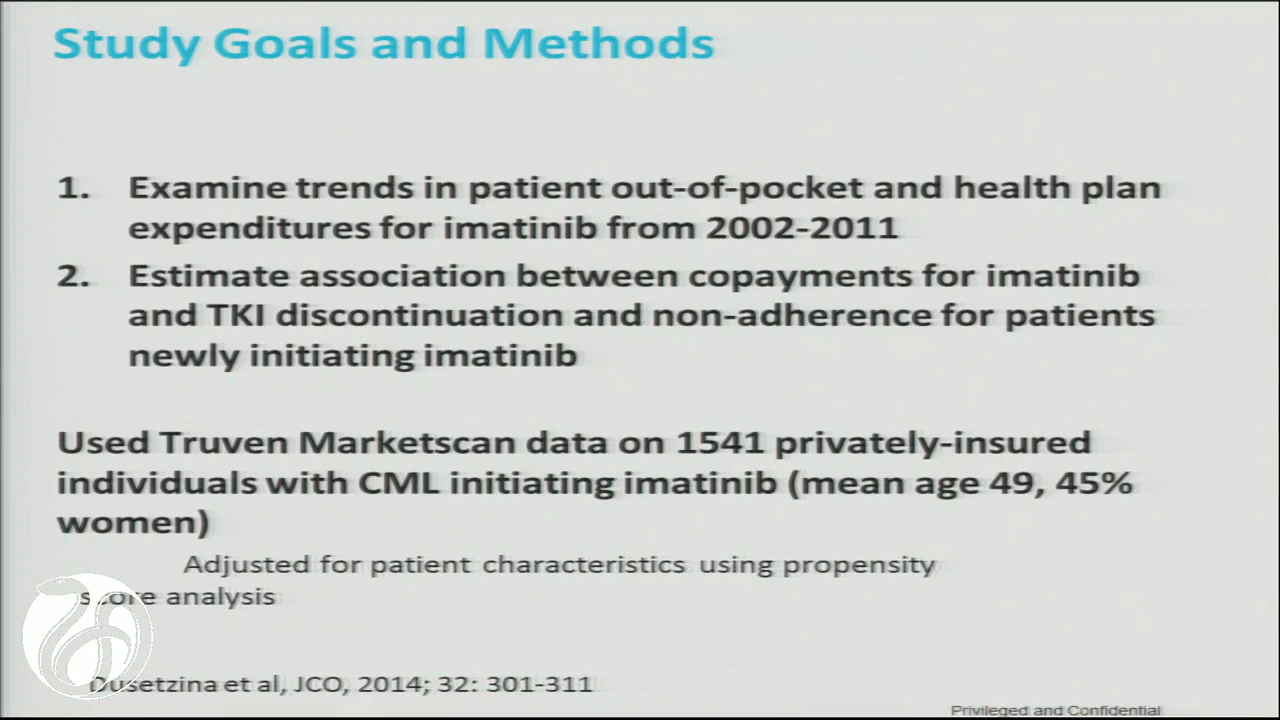 Study Goals and Methods
1. Examine trends in patient out-of-pocket and health plan
expenditures for imatinib from 2002-2011
2. Estimate association between copayments for imatinib
and TKI discontinuation and non-adherence for patients
newly initiating imatinib
Used Truven Marketscan data on 1541 privately-insured
individuals with CML initiating imatinib (mean age 49, 45%
women)
Adjusted for patient characteristics using propensity
score analysis
Dusetzina et al, JCO, 2014; 32: 301-311
Privileged and Confidential